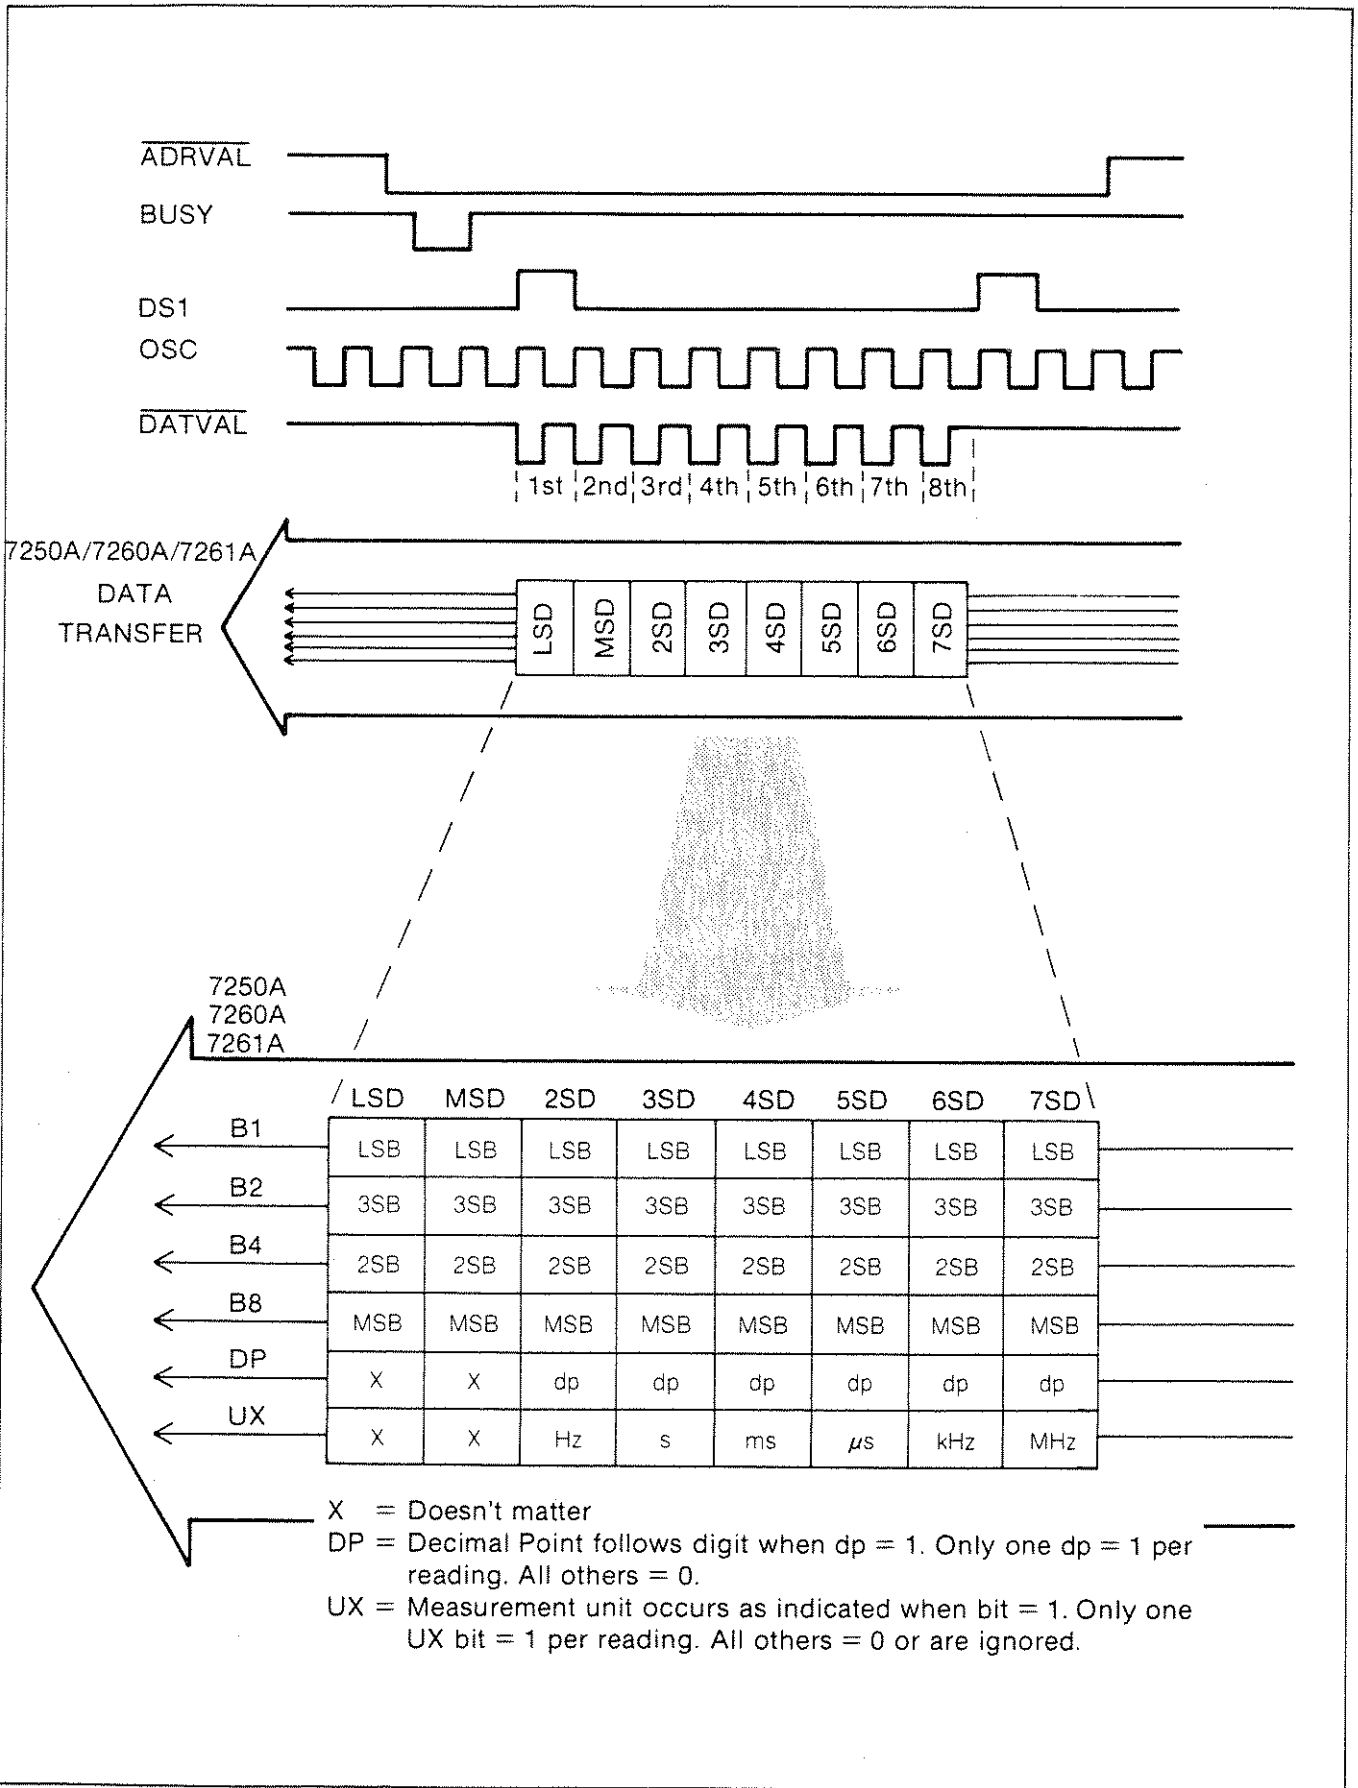 ADRVAL
BUSY
DS1
OSC
DATVAL
1st 2nd 3rd 4th 5th 6th 7th 8th
7250A/7260A/7261A
DATA
TRANSFER
LSD MSD 2SD 3SD 4SD 5SD 6SD 7SD
7250A
7260A
7261A
LSD MSD 2SD 3SD 4SD 5SD 6SD 7SD
B1 LSB LSB LSB LSB LSB LSB LSB LSB
B2 3SB 3SB 3SB 3SB 3SB 3SB 3SB 3SB
B4 2SB 2SB 2SB 2SB 2SB 2SB 2SB 2SB
B8 MSB MSB MSB MSB MSB MSB MSB MSB
DP X X dp dp dp dp dp dp
UX X X Hz s ms μs kHz MHz
X = Doesn't matter
DP = Decimal Point follows digit when dp = 1. Only one dp = 1 per
reading. All others = 0.
UX = Measurement unit occurs as indicated when bit = 1. Only one
UX bit = 1 per reading. All others = 0 or are ignored.